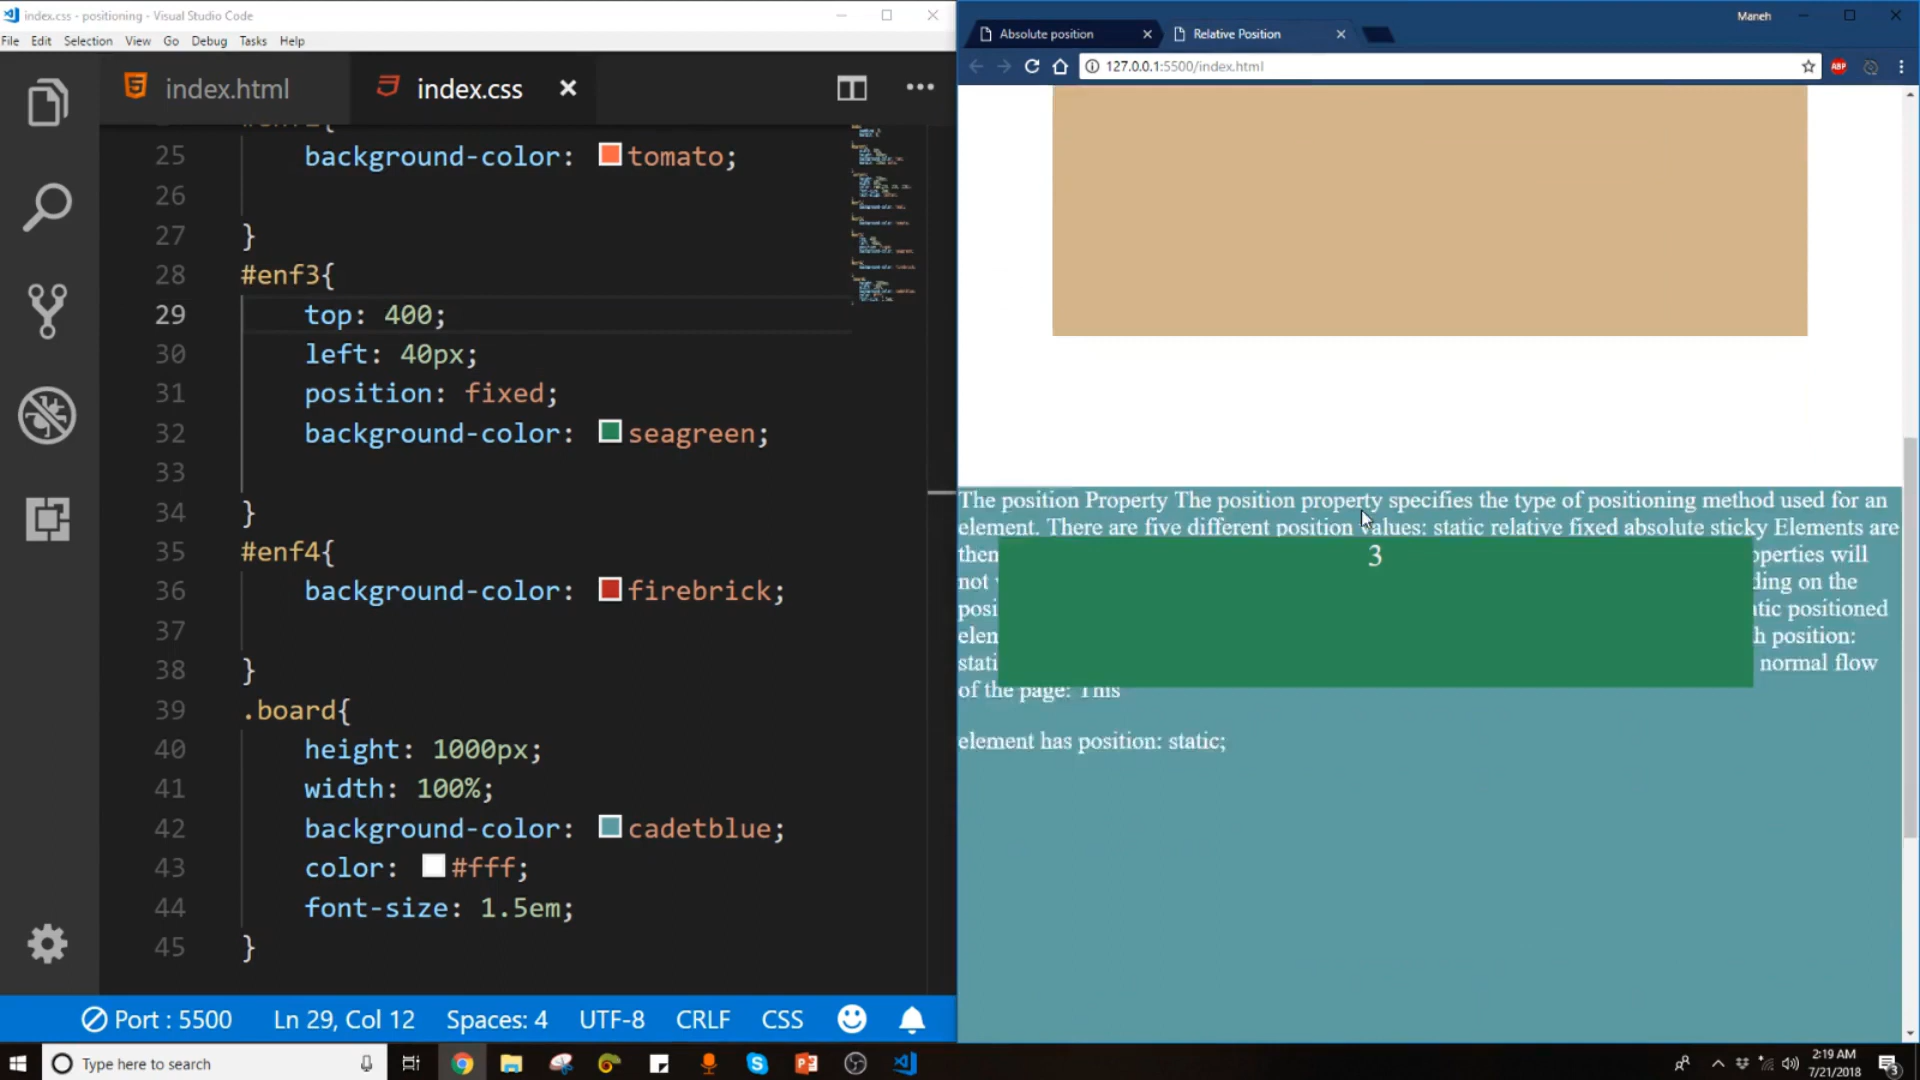 index.css - positioning - Visual Studio Code
File Edit Selection View Go Debug Tasks Help
index.html index.css
25 background-color: tomato;
26
27 }
28 #enf3{
29 top: 400;
30 left: 40px;
31 position: fixed;
32 background-color: seagreen;
33
34 }
35 #enf4{
36 background-color: firebrick;
37
38 }
39 .board{
40 height: 1000px;
41 width: 100%;
42 background-color: cadetblue;
43 color: #fff;
44 font-size: 1.5em;
45 }
Port : 5500 Ln 29, Col 12 Spaces: 4 UTF-8 CRLF CSS
Maneh
Absolute position Relative Position
127.0.0.1:5500/index.html
ABP
The position Property The position property specifies the type of positioning method used for an
element. There are five different position values: static relative fixed absolute sticky Elements are
then 3 operties will
not ding on the
posi atic positioned
elen h position:
stati normal flow
of the page: This
element has position: static;
Type here to search
2:19 AM
7/21/2018
3